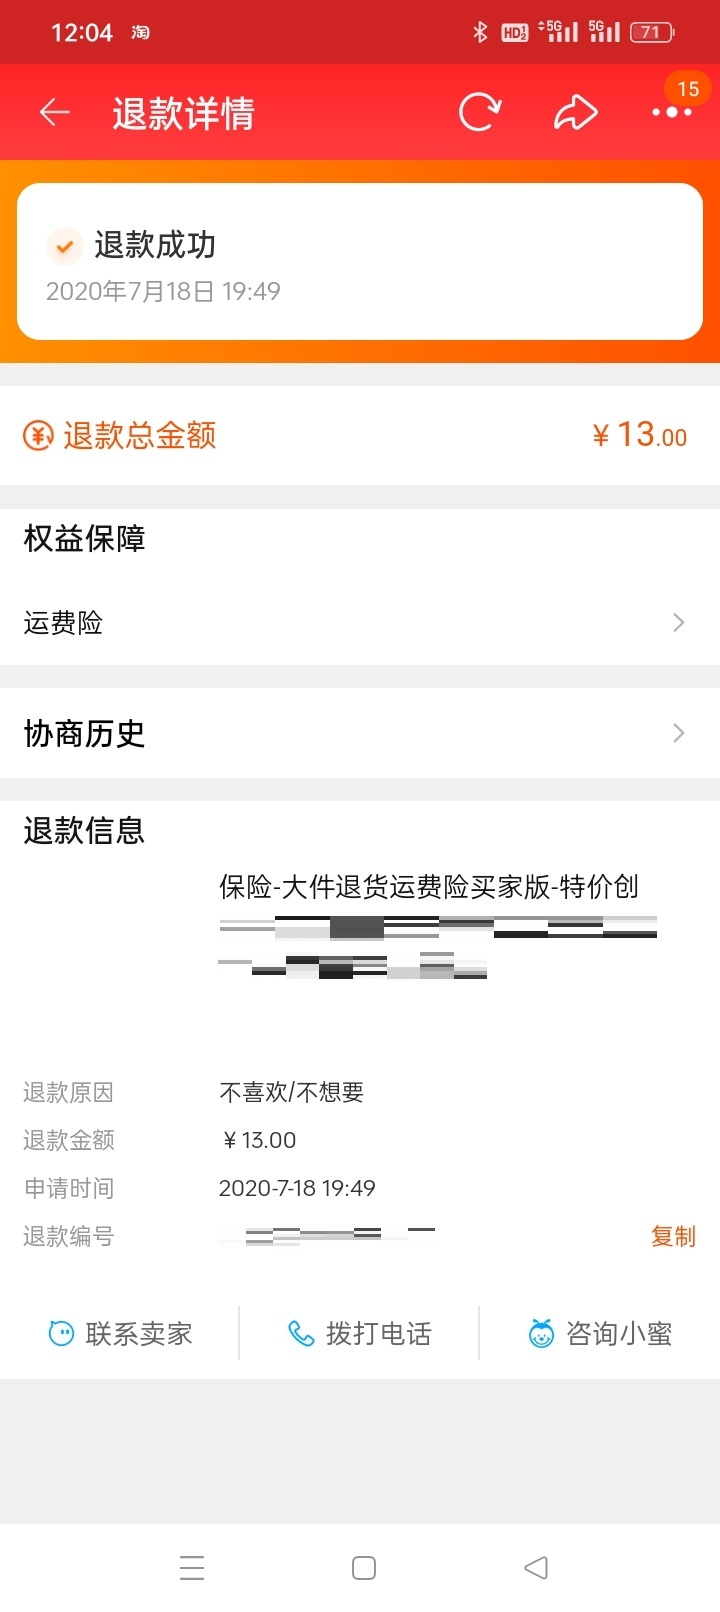 12:04 淘 HD 5G 5G 71
退款详情 15
退款成功
2020年7月18日 19:49
退款总金额 ￥13.00
权益保障
运费险
协商历史
退款信息
保险-大件退货运费险买家版-特价创
退款原因 不喜欢/不想要
退款金额 ￥13.00
申请时间 2020-7-18 19:49
退款编号 复制
联系卖家 拨打电话 咨询小蜜